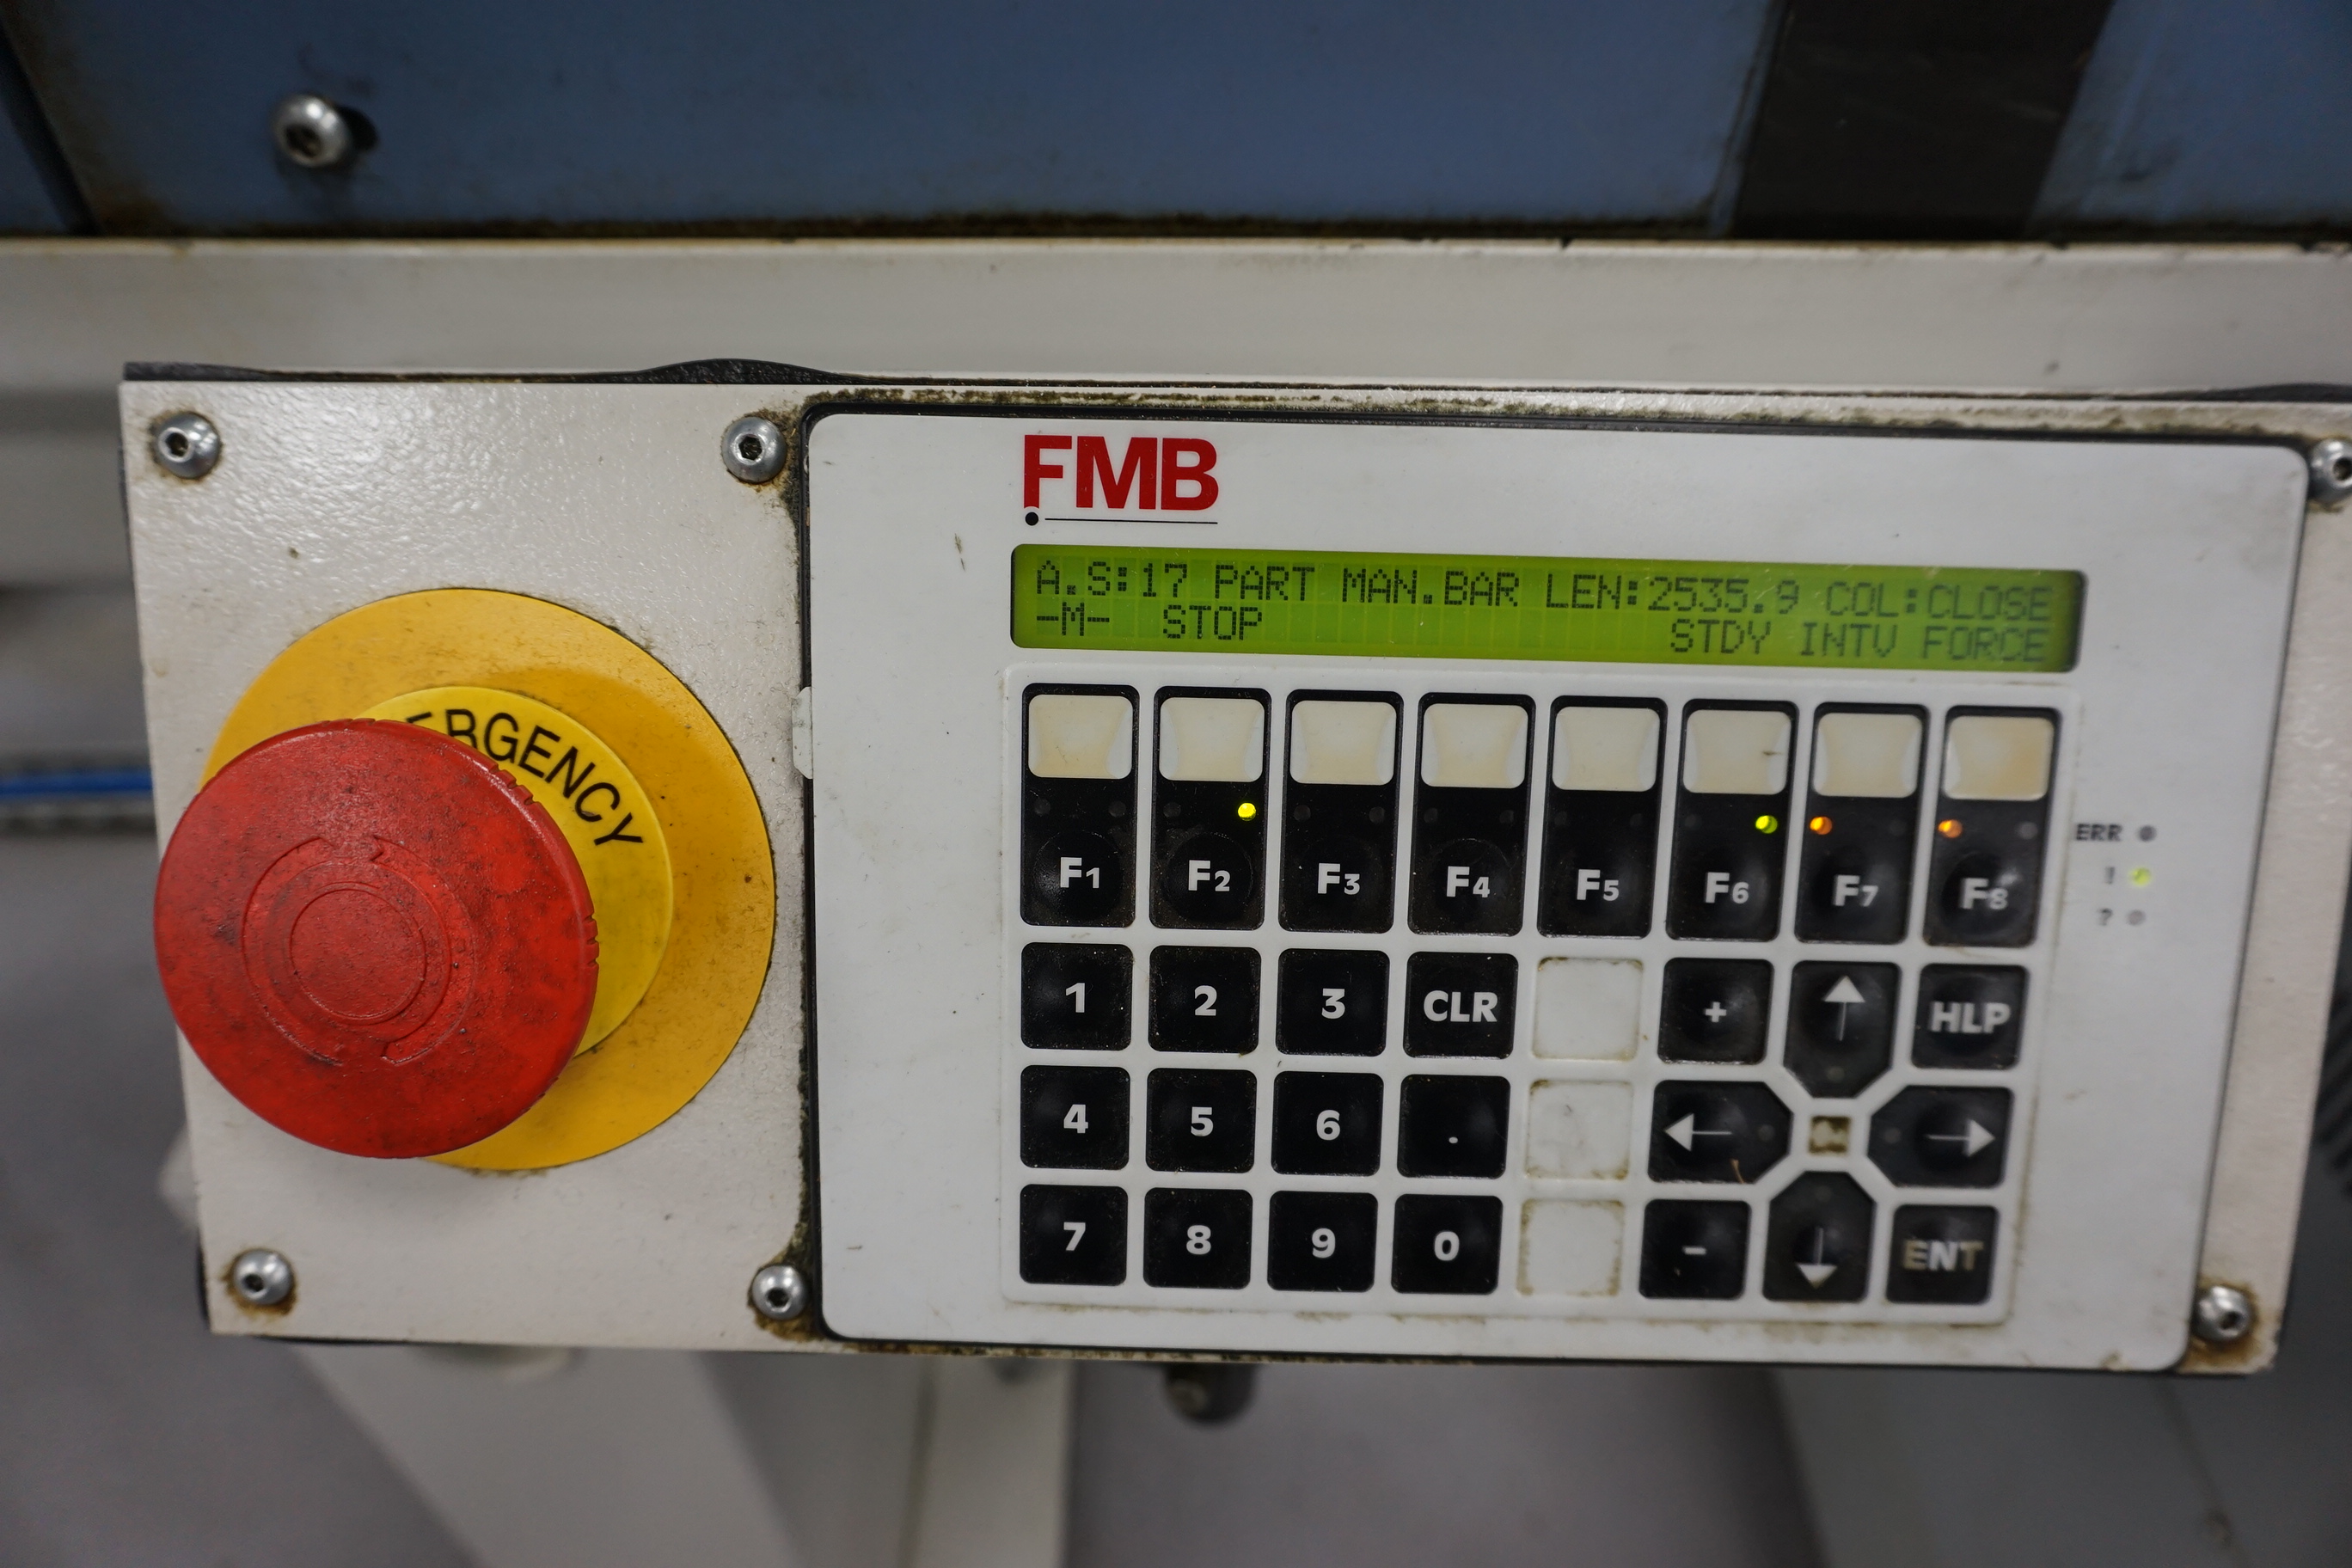 FMB
A.S:17 PART MAN.BAR LEN:2535.9 COL:CLOSE
-M- STOP STDY INTV FORCE
ERGENCY
F1 F2 F3 F4 F5 F6 F7 F8
ERR
!
?
1 2 3 CLR + HLP
4 5 6 .
7 8 9 0 - ENT